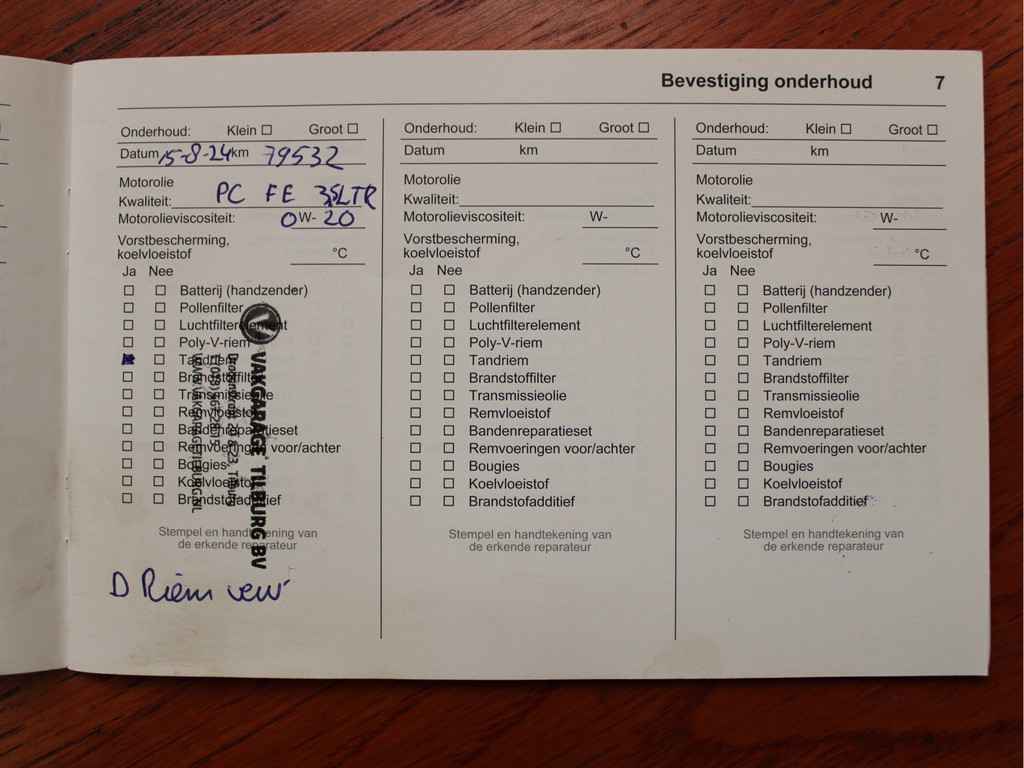 Bevestiging onderhoud 7
Onderhoud: Klein ☐ Groot ☐
Datum 15-8-24 km 79532
Motorolie
Kwaliteit: PC FE 3,5LTR
Motorolieviscositeit: 0W-20
Vorstbescherming,
koelvloeistof °C
Ja Nee
Batterij (handzender)
Pollenfilter
Luchtfilterelement
Poly-V-riem
Tandriem
Brandstoffilter
Transmissieolie
Remvloeistof
Bandenreparatieset
Remvoeringen voor/achter
Bougies
Koelvloeistof
Brandstofadditief
VAKGARAGE TILBURG BV
WWW.VAKGARAGETILBURG.NL
Stempel en handtekening van
de erkende reparateur
D Riem
Onderhoud: Klein ☐ Groot ☐
Datum km
Motorolie
Kwaliteit:
Motorolieviscositeit: W-
Vorstbescherming,
koelvloeistof °C
Ja Nee
Batterij (handzender)
Pollenfilter
Luchtfilterelement
Poly-V-riem
Tandriem
Brandstoffilter
Transmissieolie
Remvloeistof
Bandenreparatieset
Remvoeringen voor/achter
Bougies
Koelvloeistof
Brandstofadditief
Stempel en handtekening van
de erkende reparateur
Onderhoud: Klein ☐ Groot ☐
Datum km
Motorolie
Kwaliteit:
Motorolieviscositeit: W-
Vorstbescherming,
koelvloeistof °C
Ja Nee
Batterij (handzender)
Pollenfilter
Luchtfilterelement
Poly-V-riem
Tandriem
Brandstoffilter
Transmissieolie
Remvloeistof
Bandenreparatieset
Remvoeringen voor/achter
Bougies
Koelvloeistof
Brandstofadditief
Stempel en handtekening van
de erkende reparateur